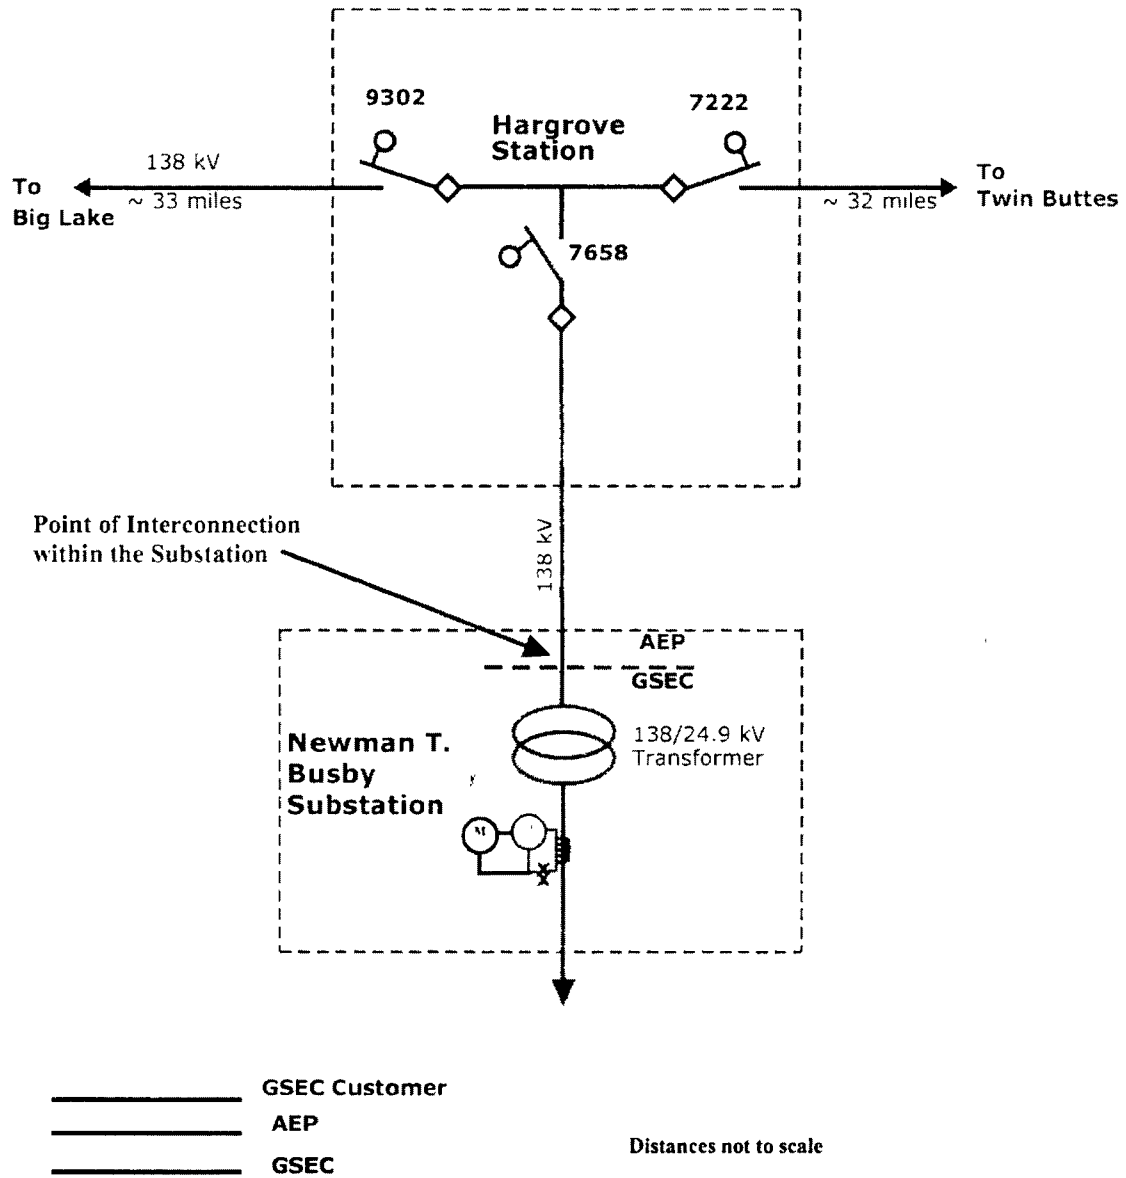 9302
7222
Hargrove
Station
138 kV
To
Big Lake
~ 33 miles
~ 32 miles
To
Twin Buttes
7658
Point of Interconnection
within the Substation
138 kV
AEP
GSEC
Newman T.
Busby
Substation
138/24.9 kV
Transformer
M
GSEC Customer
AEP
GSEC
Distances not to scale